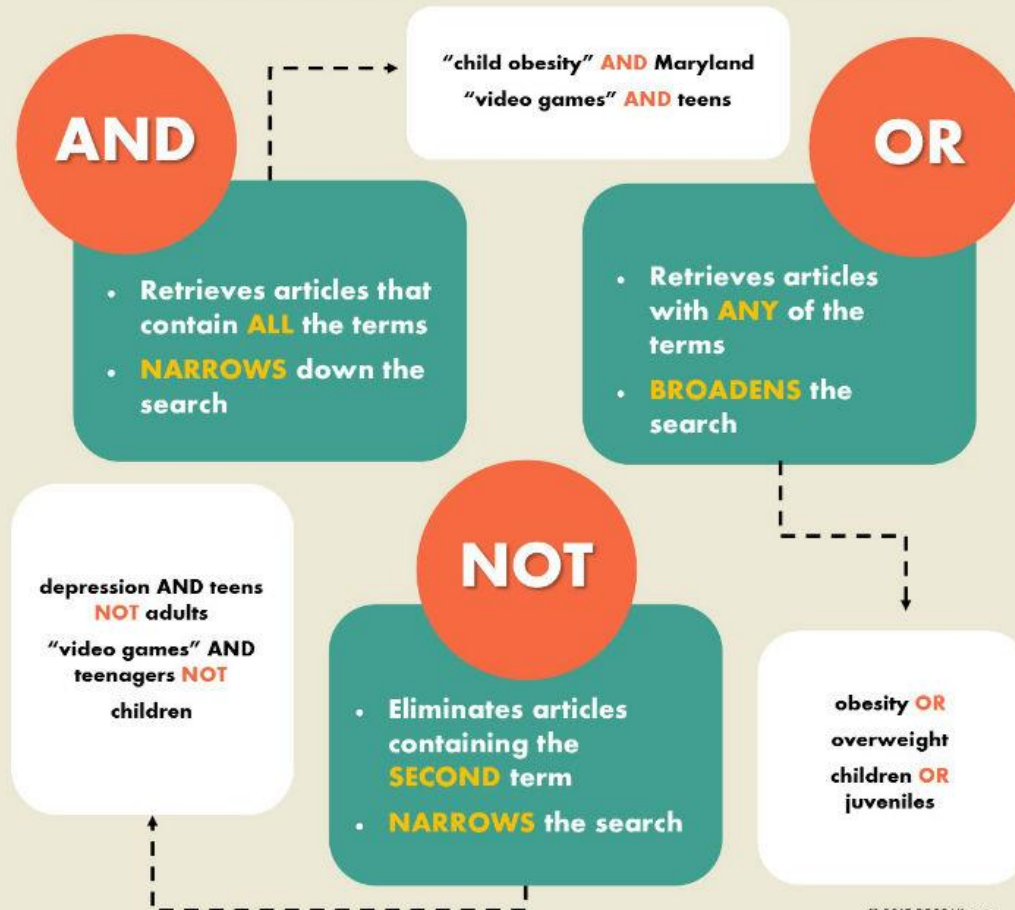 “child obesity” AND Maryland
“video games” AND teens
AND
• Retrieves articles that
contain ALL the terms
• NARROWS down the
search
OR
• Retrieves articles
with ANY of the
terms
• BROADENS the
search
depression AND teens
NOT adults
“video games” AND
teenagers NOT
children
NOT
• Eliminates articles
containing the
SECOND term
• NARROWS the search
obesity OR
overweight
children OR
juveniles